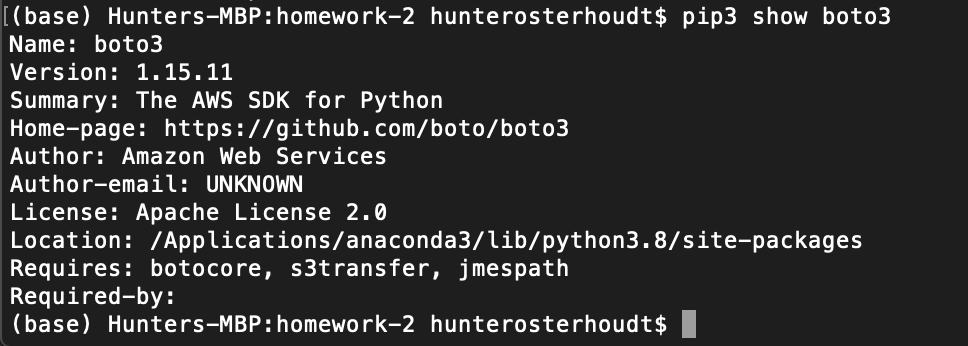 (base) Hunters-MBP:homework-2 hunterosterhoudt$ pip3 show boto3
Name: boto3
Version: 1.15.11
Summary: The AWS SDK for Python
Home-page: https://github.com/boto/boto3
Author: Amazon Web Services
Author-email: UNKNOWN
License: Apache License 2.0
Location: /Applications/anaconda3/lib/python3.8/site-packages
Requires: botocore, s3transfer, jmespath
Required-by:
(base) Hunters-MBP:homework-2 hunterosterhoudt$